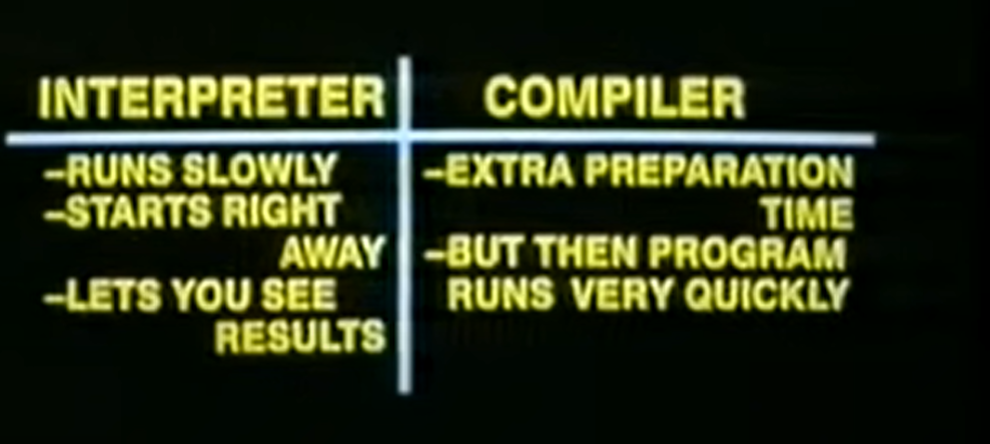 INTERPRETER
–RUNS SLOWLY
–STARTS RIGHT
AWAY
–LETS YOU SEE
RESULTS
COMPILER
–EXTRA PREPARATION
TIME
–BUT THEN PROGRAM
RUNS VERY QUICKLY